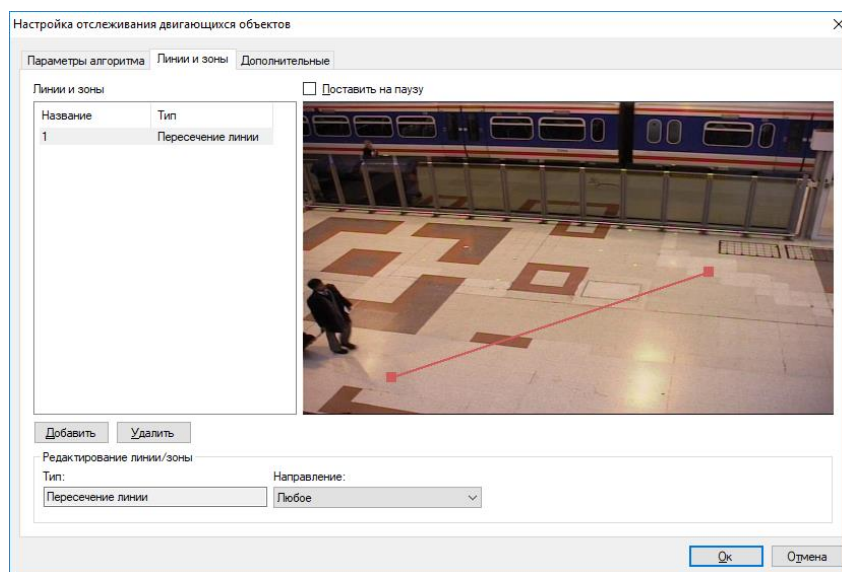 Настройка отслеживания двигающихся объектов
Параметры алгоритма Линии и зоны Дополнительные
Линии и зоны
Поставить на паузу
Название Тип
1 Пересечение линии
Добавить Удалить
Редактирование линии/зоны
Тип: Направление:
Пересечение линии Любое
Ок Отмена